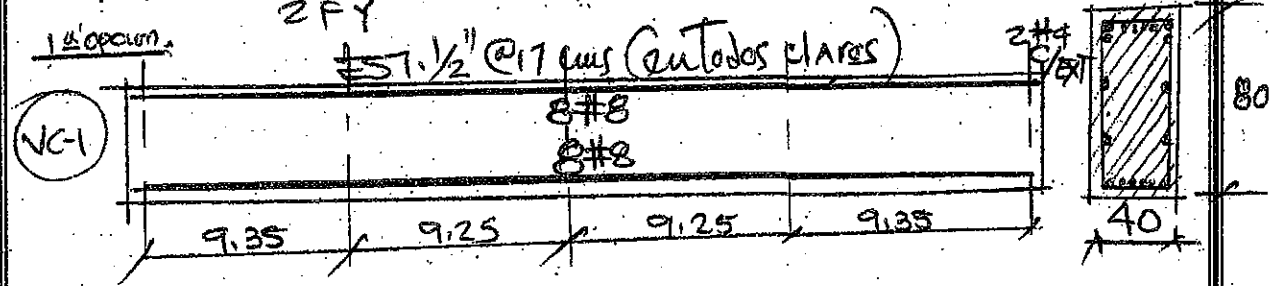 2FY
1ª opcion.
E57. 1/2" @17 cms (en Todos claros)
2#4
C/EXT
VC-1
8#8
8#8
80
9.35 9.25 9.25 9.35
40